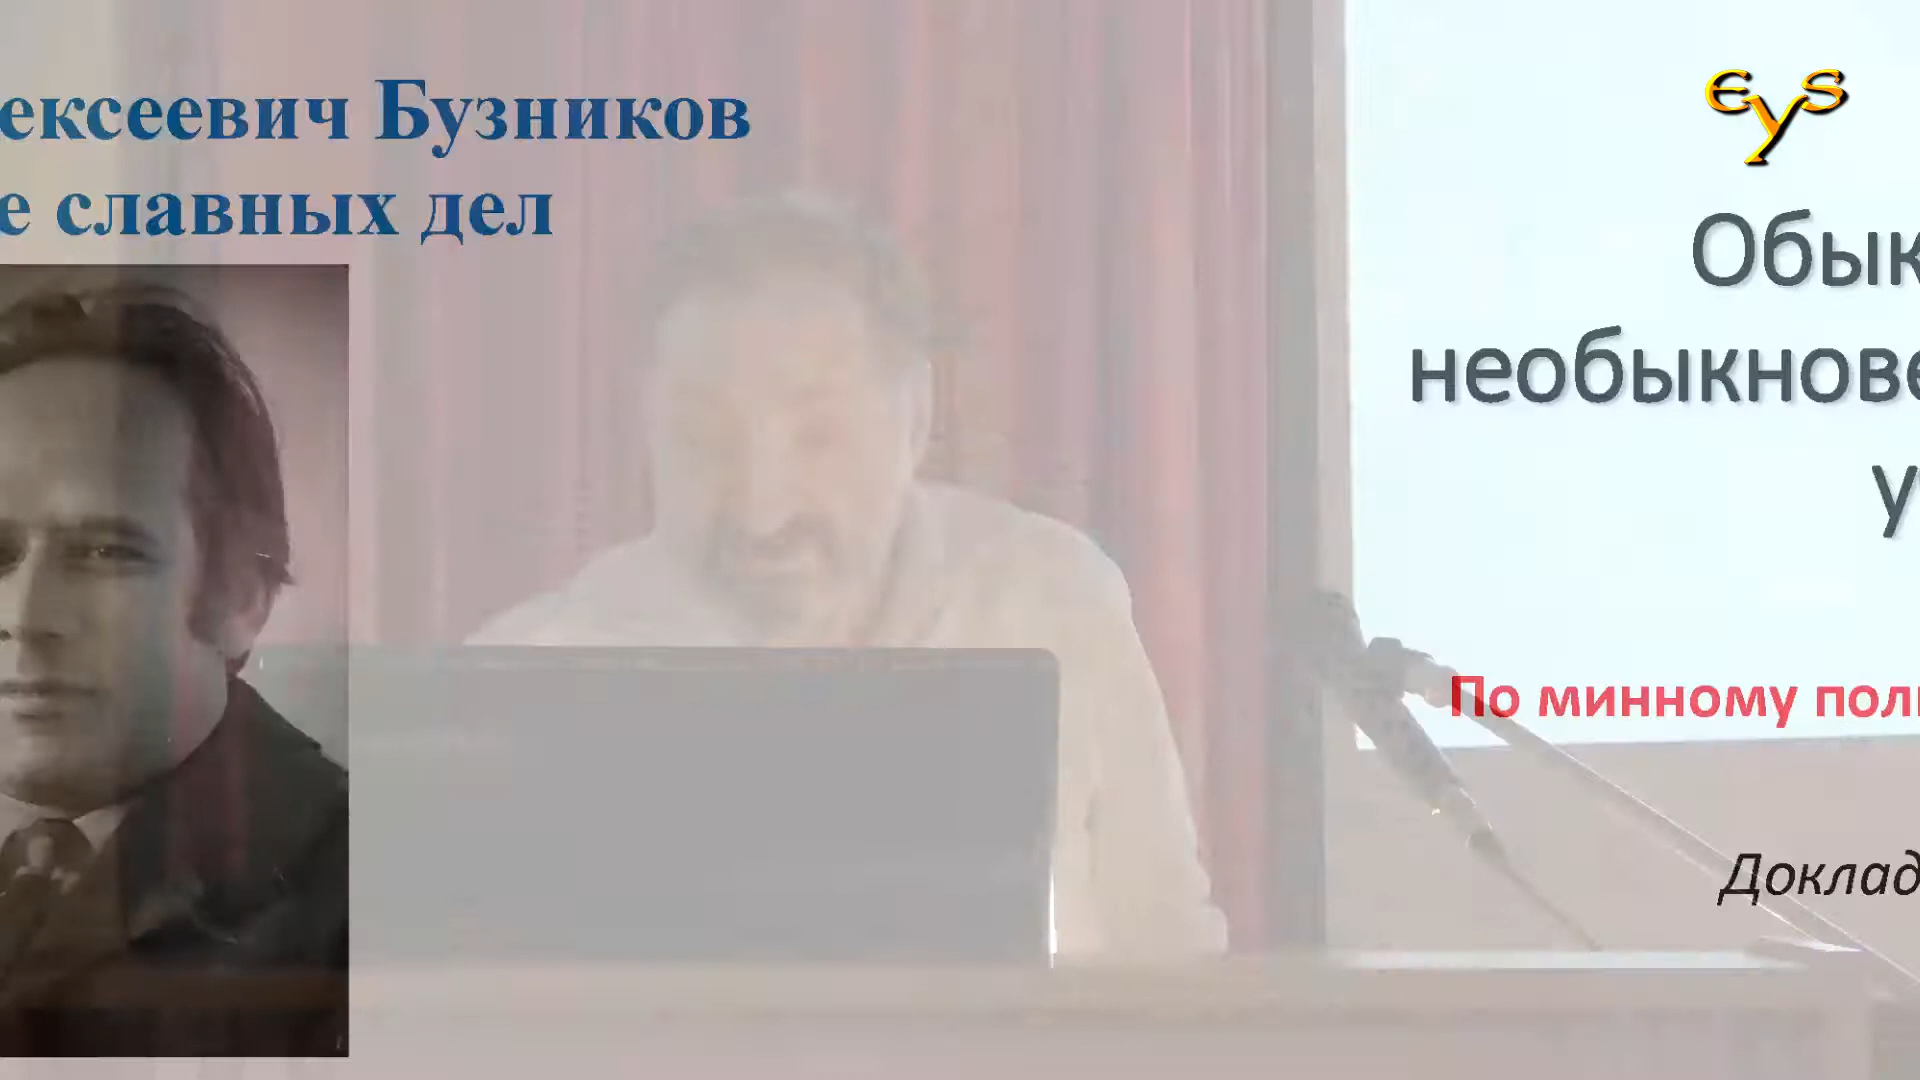 ексеевич Бузников
е славных дел
eys
Обык
необыкнове
у
По минному пол
Доклад